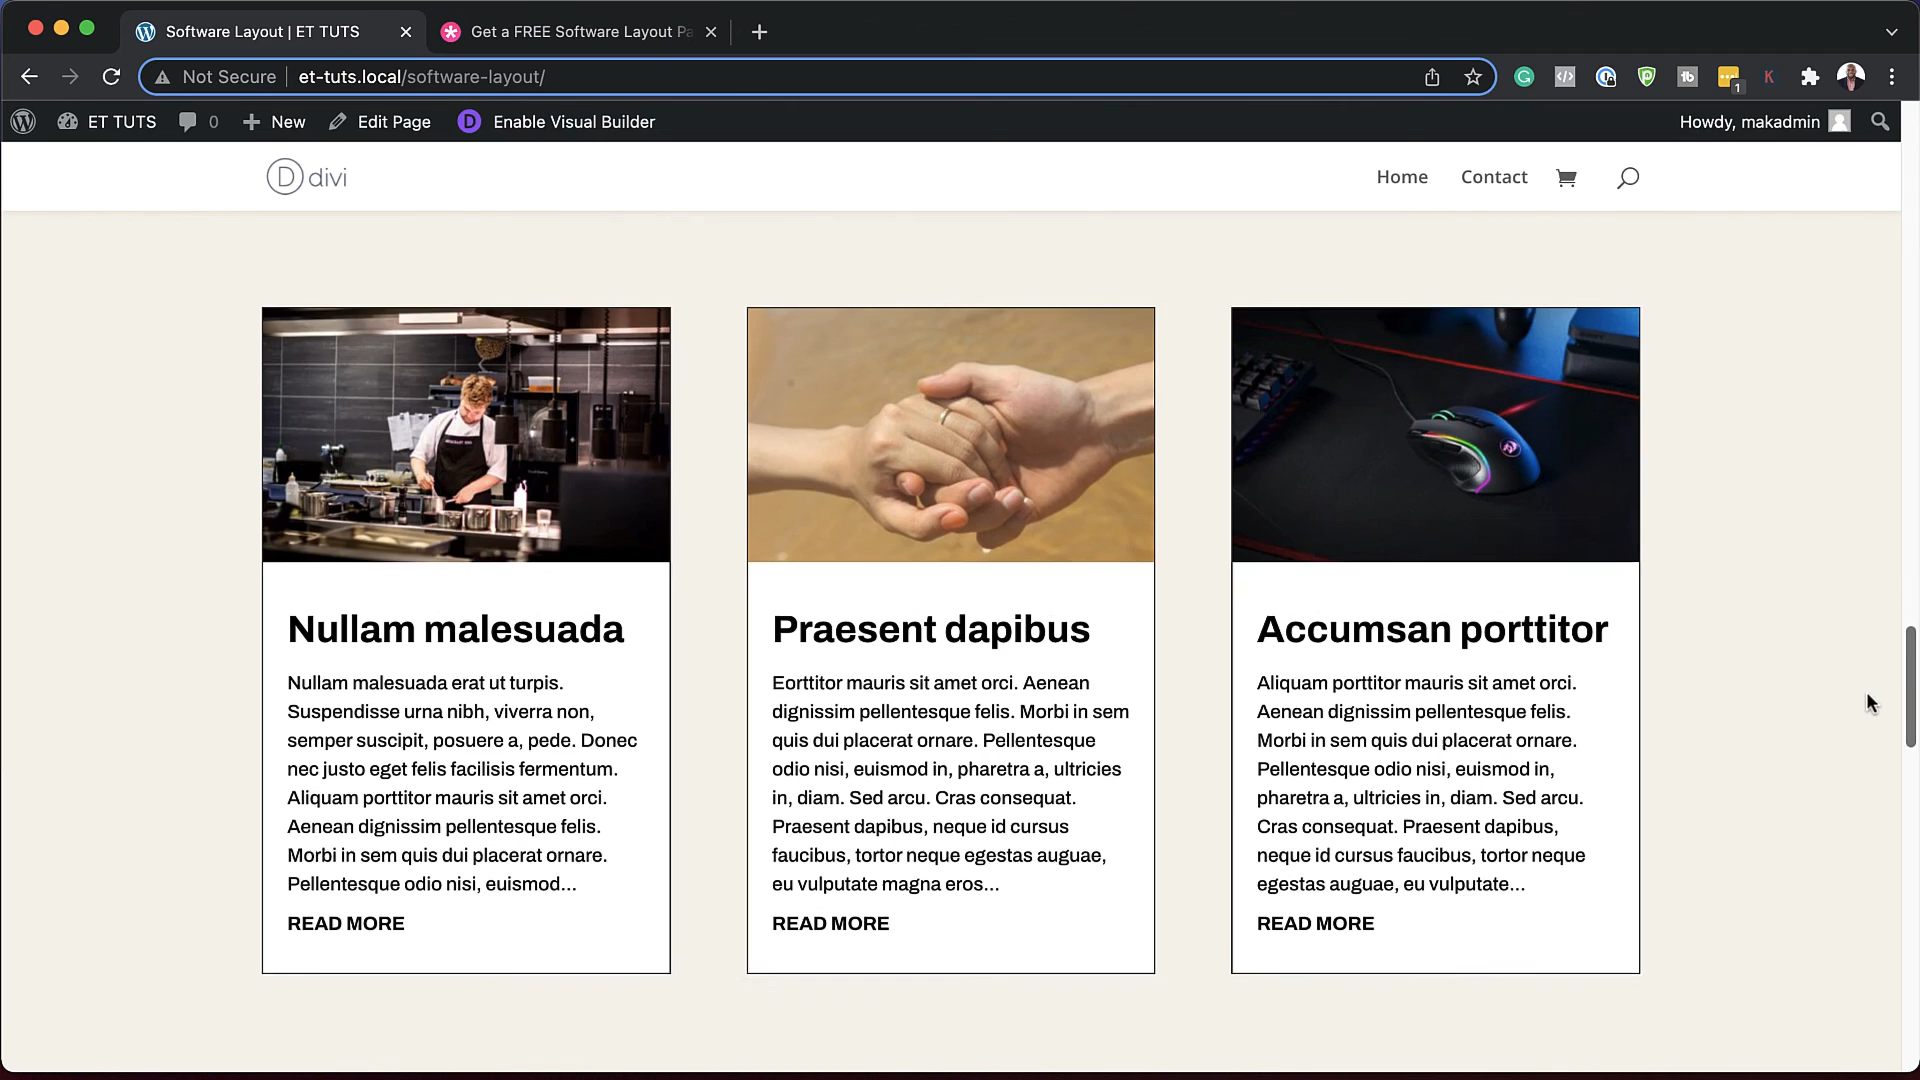 Software Layout | ET TUTS
Get a FREE Software Layout Pa
Not Secure
et-tuts.local/software-layout/
1
ET TUTS
0
New
Edit Page
D
Enable Visual Builder
Howdy, makadmin
D divi
Home
Contact
Nullam malesuada
Nullam malesuada erat ut turpis.
Suspendisse urna nibh, viverra non,
semper suscipit, posuere a, pede. Donec
nec justo eget felis facilisis fermentum.
Aliquam porttitor mauris sit amet orci.
Aenean dignissim pellentesque felis.
Morbi in sem quis dui placerat ornare.
Pellentesque odio nisi, euismod...
READ MORE
Praesent dapibus
Eorttitor mauris sit amet orci. Aenean
dignissim pellentesque felis. Morbi in sem
quis dui placerat ornare. Pellentesque
odio nisi, euismod in, pharetra a, ultricies
in, diam. Sed arcu. Cras consequat.
Praesent dapibus, neque id cursus
faucibus, tortor neque egestas auguae,
eu vulputate magna eros...
READ MORE
Accumsan porttitor
Aliquam porttitor mauris sit amet orci.
Aenean dignissim pellentesque felis.
Morbi in sem quis dui placerat ornare.
Pellentesque odio nisi, euismod in,
pharetra a, ultricies in, diam. Sed arcu.
Cras consequat. Praesent dapibus,
neque id cursus faucibus, tortor neque
egestas auguae, eu vulputate...
READ MORE